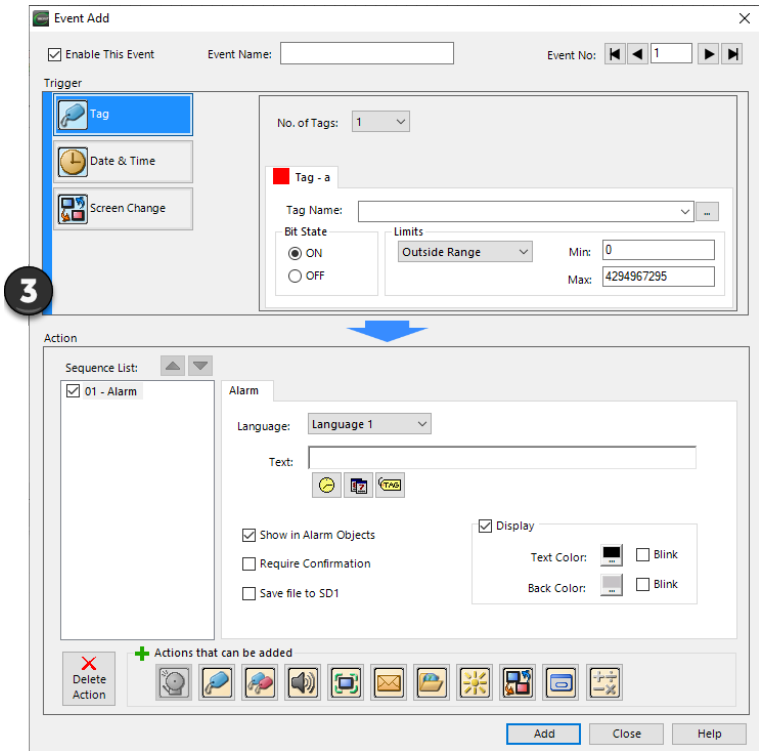 Event Add
Enable This Event
Event Name:
Event No:
1
Trigger
Tag
Date & Time
Screen Change
No. of Tags:
1
Tag - a
Tag Name:
...
Bit State
ON
OFF
Limits
Outside Range
Min:
0
Max:
4294967295
3
Action
Sequence List:
01 - Alarm
Alarm
Language:
Language 1
Text:
TAG
Show in Alarm Objects
Require Confirmation
Save file to SD1
Display
Text Color:
...
Blink
Back Color:
...
Blink
Delete
Action
Actions that can be added
Add
Close
Help